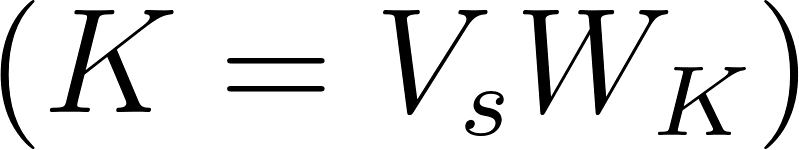 (K = V_s W_K)